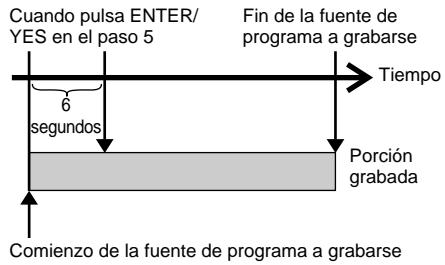 Cuando pulsa ENTER/
YES en el paso 5
Fin de la fuente de
programa a grabarse
Tiempo
6
segundos
Porción
grabada
Comienzo de la fuente de programa a grabarse